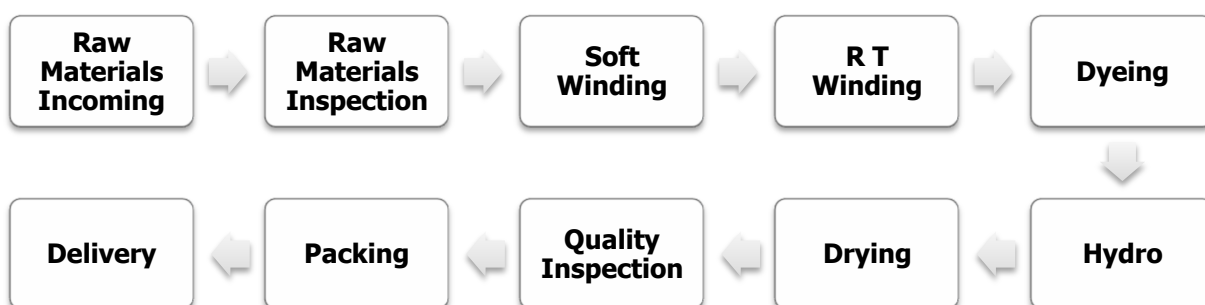 Raw
Materials
Incoming
Raw
Materials
Inspection
Soft
Winding
R T
Winding
Dyeing
Hydro
Drying
Quality
Inspection
Packing
Delivery